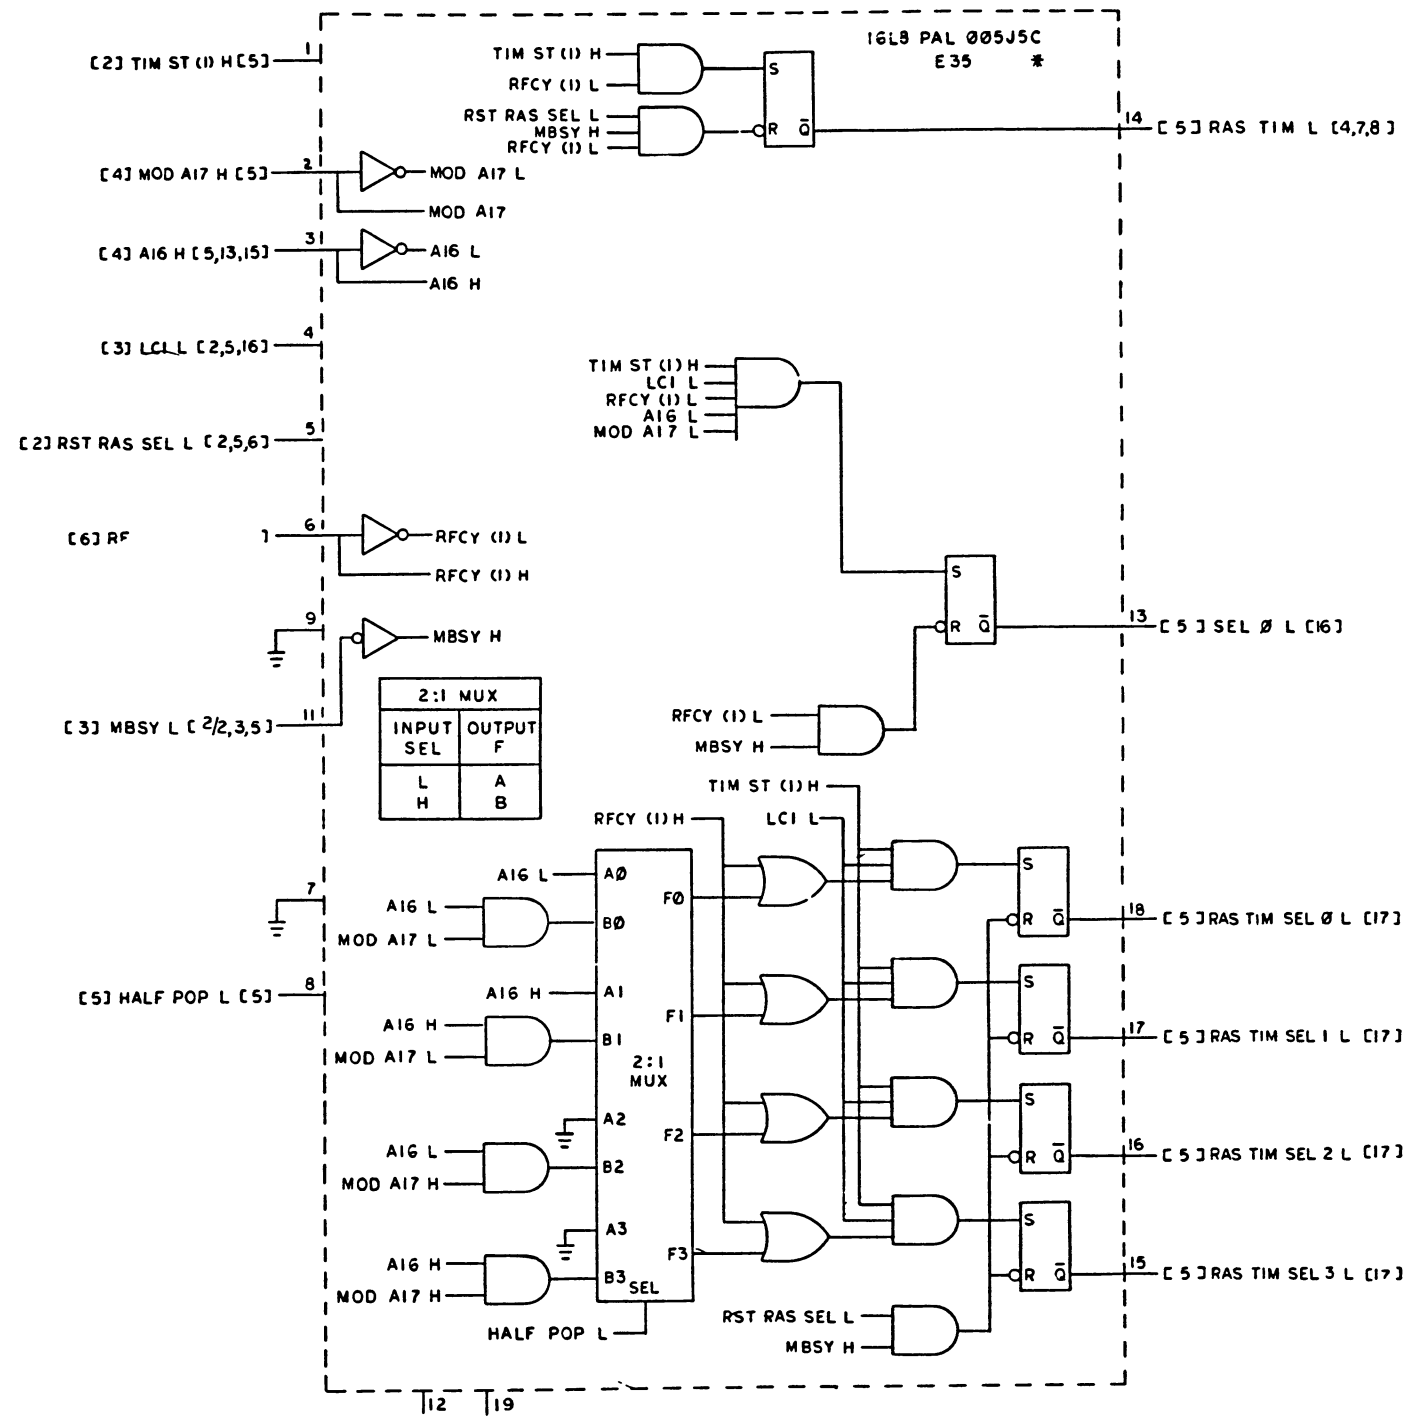 16L8 PAL 005J5C
E35 *
[2] TIM ST (1) H [5]
1
TIM ST (1) H
RFCY (1) L
S
RST RAS SEL L
MBSY H
RFCY (1) L
R Q̅
14
[5] RAS TIM L [4,7,8]
[4] MOD A17 H [5]
2
MOD A17 L
MOD A17
[4] A16 H [5,13,15]
3
A16 L
A16 H
[3] LCI L [2,5,16]
4
TIM ST (1) H
LCI L
RFCY (1) L
A16 L
MOD A17 L
[2] RST RAS SEL L [2,5,6]
5
[6] RF ]
6
RFCY (1) L
RFCY (1) H
S
R Q̅
13
[5] SEL Ø L [16]
9
MBSY H
[3] MBSY L [2/2,3,5]
11
2:1 MUX
INPUT SEL
OUTPUT F
L A
H B
RFCY (1) L
MBSY H
TIM ST (1) H
RFCY (1) H
LCI L
7
A16 L
AØ
FØ
A16 L
MOD A17 L
BØ
S
R Q̅
18
[5] RAS TIM SEL Ø L [17]
[5] HALF POP L [5]
8
A16 H
A1
F1
A16 H
MOD A17 L
B1
2:1
MUX
S
R Q̅
17
[5] RAS TIM SEL 1 L [17]
A2
F2
A16 L
MOD A17 H
B2
S
R Q̅
16
[5] RAS TIM SEL 2 L [17]
A3
F3
A16 H
MOD A17 H
B3
SEL
S
R Q̅
15
[5] RAS TIM SEL 3 L [17]
HALF POP L
RST RAS SEL L
MBSY H
12
19